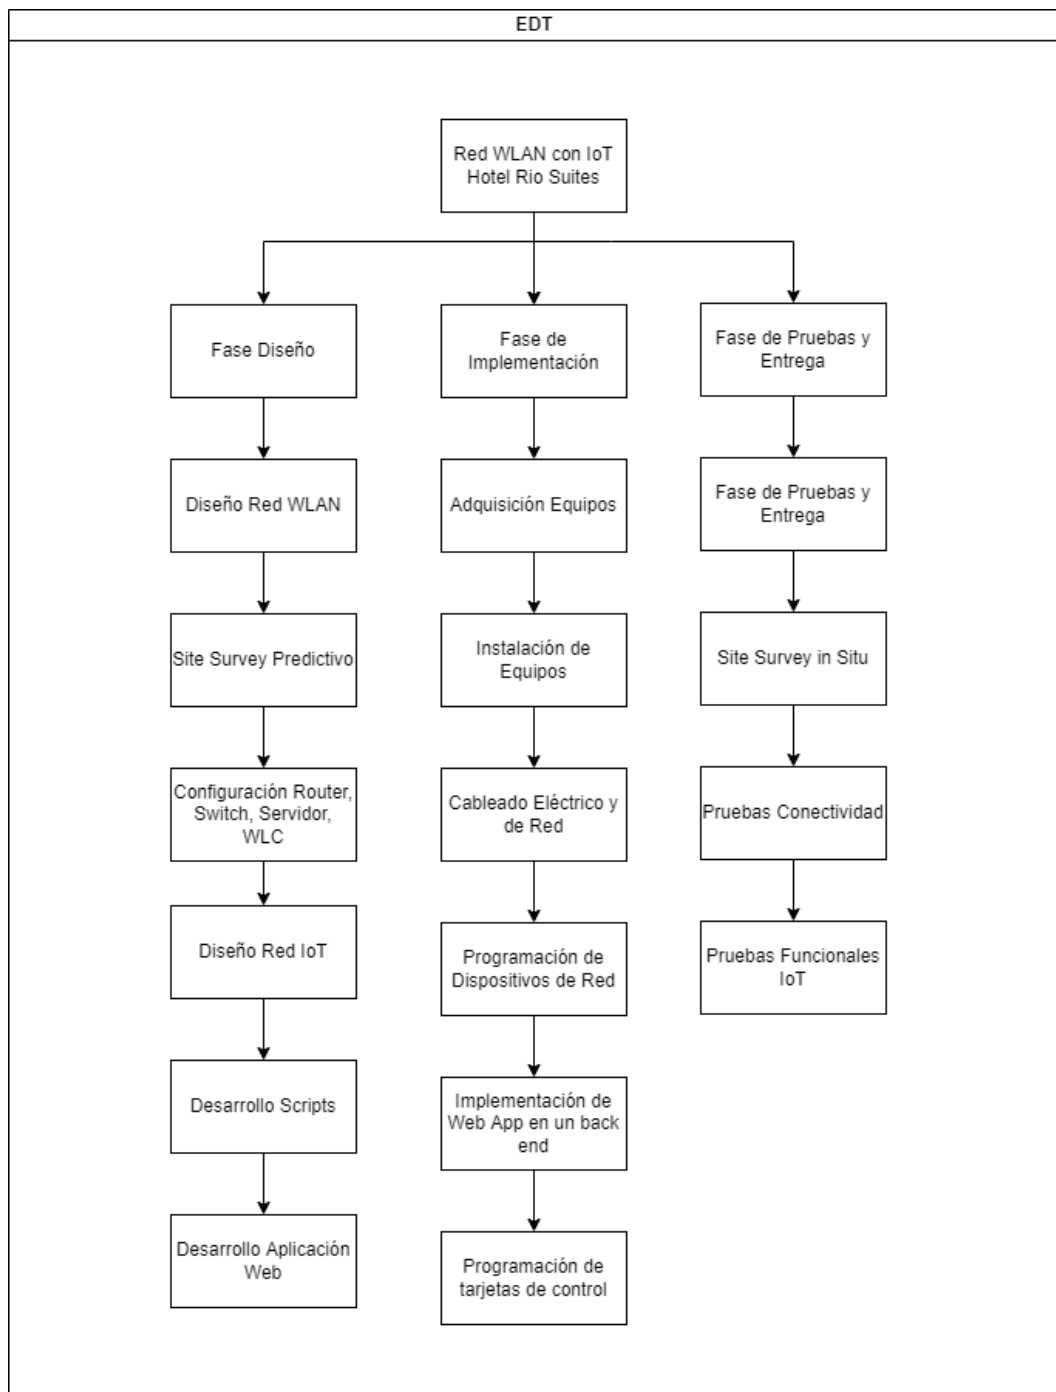 EDT
Red WLAN con IoT
Hotel Rio Suites
Fase Diseño
Diseño Red WLAN
Site Survey Predictivo
Configuración Router,
Switch, Servidor,
WLC
Diseño Red IoT
Desarrollo Scripts
Desarrollo Aplicación
Web
Fase de
Implementación
Adquisición Equipos
Instalación de
Equipos
Cableado Eléctrico y
de Red
Programación de
Dispositivos de Red
Implementación de
Web App en un back
end
Programación de
tarjetas de control
Fase de Pruebas y
Entrega
Fase de Pruebas y
Entrega
Site Survey in Situ
Pruebas Conectividad
Pruebas Funcionales
IoT